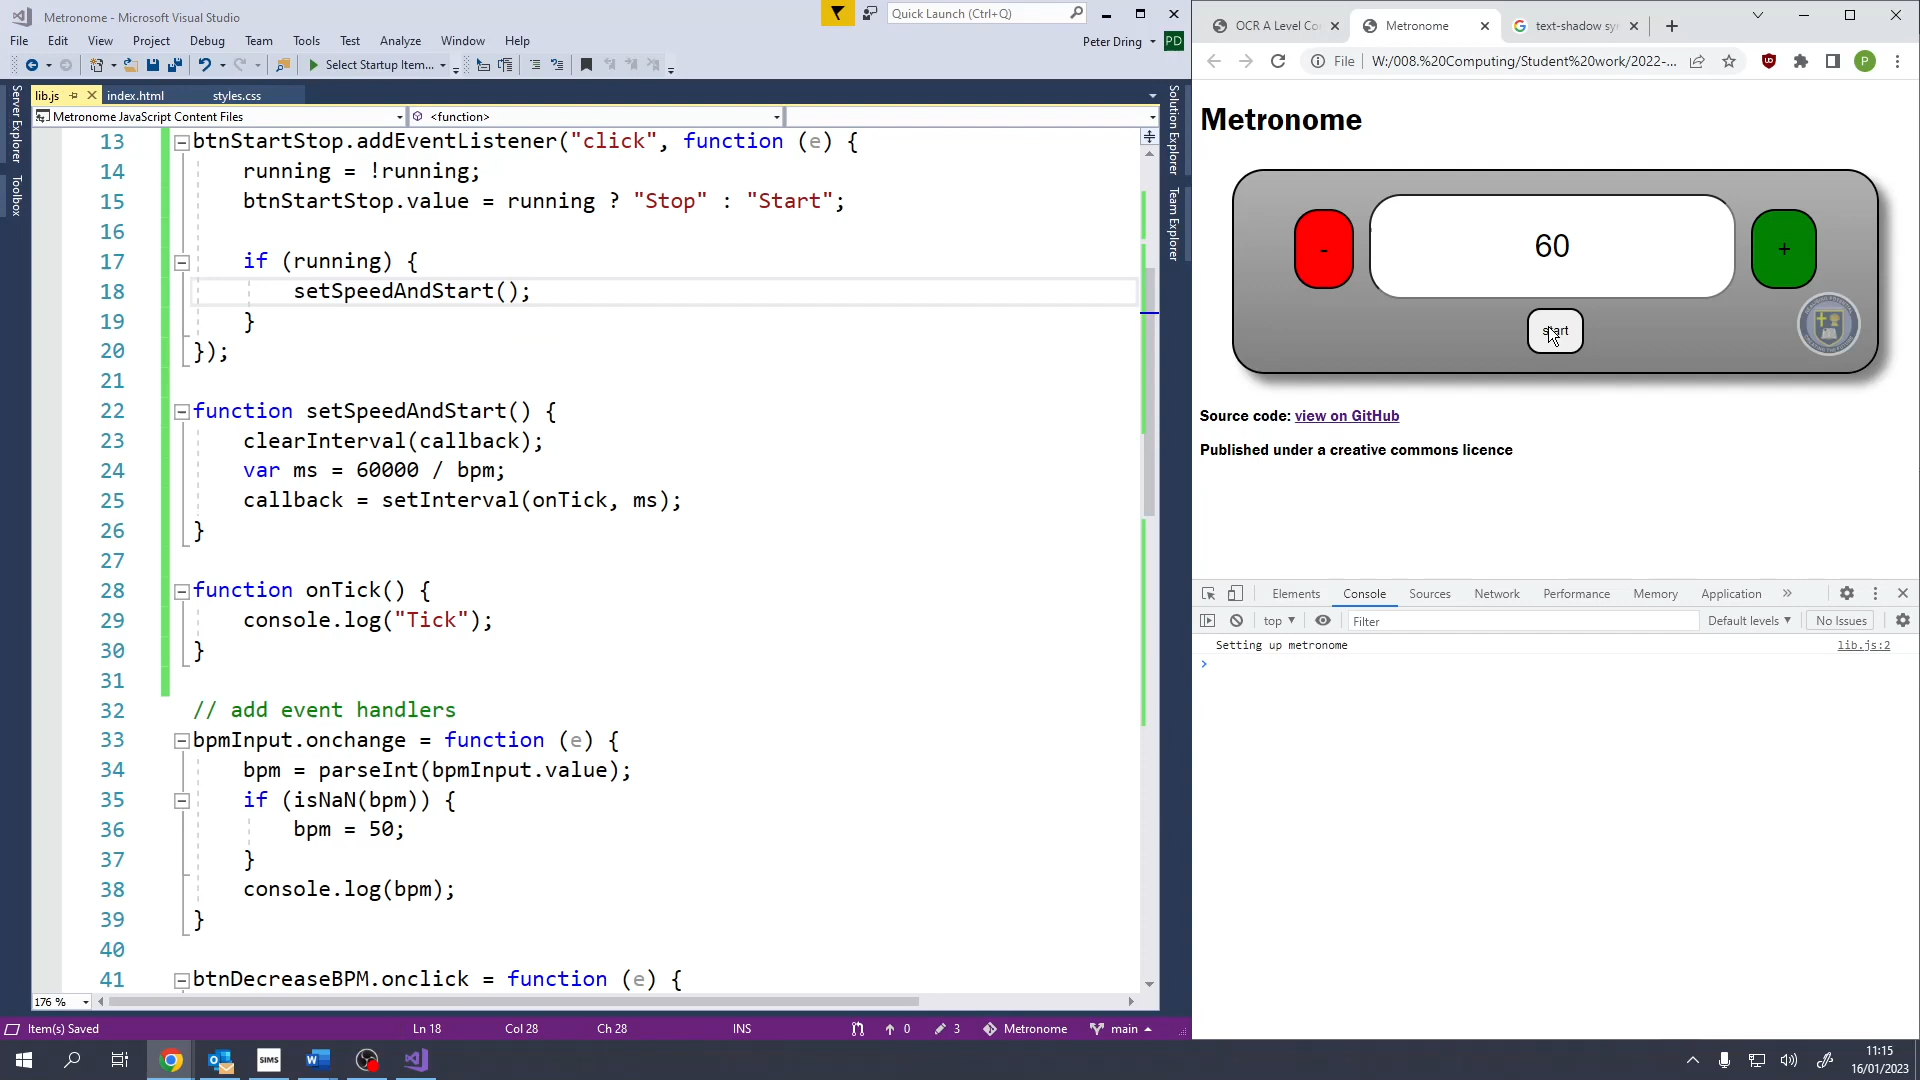 Metronome - Microsoft Visual Studio
Quick Launch (Ctrl+Q)
File Edit View Project Debug Team Tools Test Analyze Window Help
Peter Dring PD
Select Startup Item...
Server Explorer
Toolbox
lib.js index.html styles.css
Metronome JavaScript Content Files
<function>
13 btnStartStop.addEventListener("click", function (e) {
14 running = !running;
15 btnStartStop.value = running ? "Stop" : "Start";
16
17 if (running) {
18 setSpeedAndStart();
19 }
20 });
21
22 function setSpeedAndStart() {
23 clearInterval(callback);
24 var ms = 60000 / bpm;
25 callback = setInterval(onTick, ms);
26 }
27
28 function onTick() {
29 console.log("Tick");
30 }
31
32 // add event handlers
33 bpmInput.onchange = function (e) {
34 bpm = parseInt(bpmInput.value);
35 if (isNaN(bpm)) {
36 bpm = 50;
37 }
38 console.log(bpm);
39 }
40
41 btnDecreaseBPM.onclick = function (e) {
176 %
Solution Explorer
Team Explorer
Item(s) Saved Ln 18 Col 28 Ch 28 INS 0 3 Metronome main
OCR A Level Co
Metronome
text-shadow sy
File W:/008.%20Computing/Student%20work/2022-...
P
Metronome
- 60 +
start
Source code: view on GitHub
Published under a creative commons licence
Elements Console Sources Network Performance Memory Application
top Filter Default levels No Issues
Setting up metronome lib.js:2
SIMS
11:15
16/01/2023